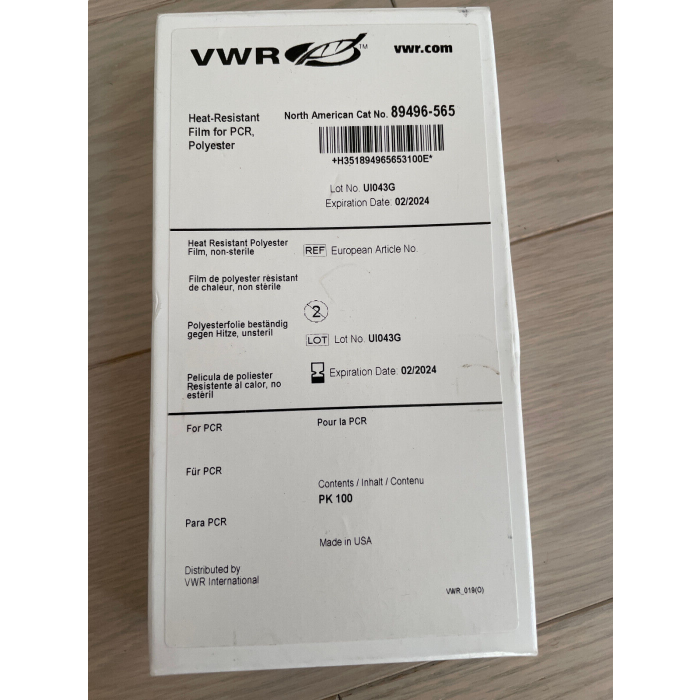 VWR™ vwr.com
Heat-Resistant
Film for PCR,
Polyester
North American Cat No. 89496-565
+H351894965653100E*
Lot No. UI043G
Expiration Date: 02/2024
Heat Resistant Polyester
Film, non-sterile
REF European Article No.
Film de polyester résistant
de chaleur, non stérile
2
Polyesterfolie beständig
gegen Hitze, unsteril
LOT Lot No. UI043G
Pelicula de poliester
Resistente al calor, no
estéril
Expiration Date: 02/2024
For PCR
Pour la PCR
Für PCR
Contents / Inhalt / Contenu
PK 100
Para PCR
Made in USA
Distributed by
VWR International
VWR_019(O)